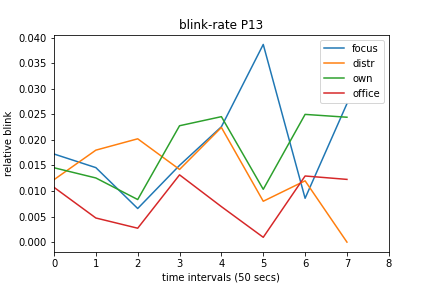 blink-rate P13
0.040
0.035
0.030
0.025
0.020
0.015
0.010
0.005
0.000
relative blink
focus
distr
own
office
0 1 2 3 4 5 6 7 8
time intervals (50 secs)